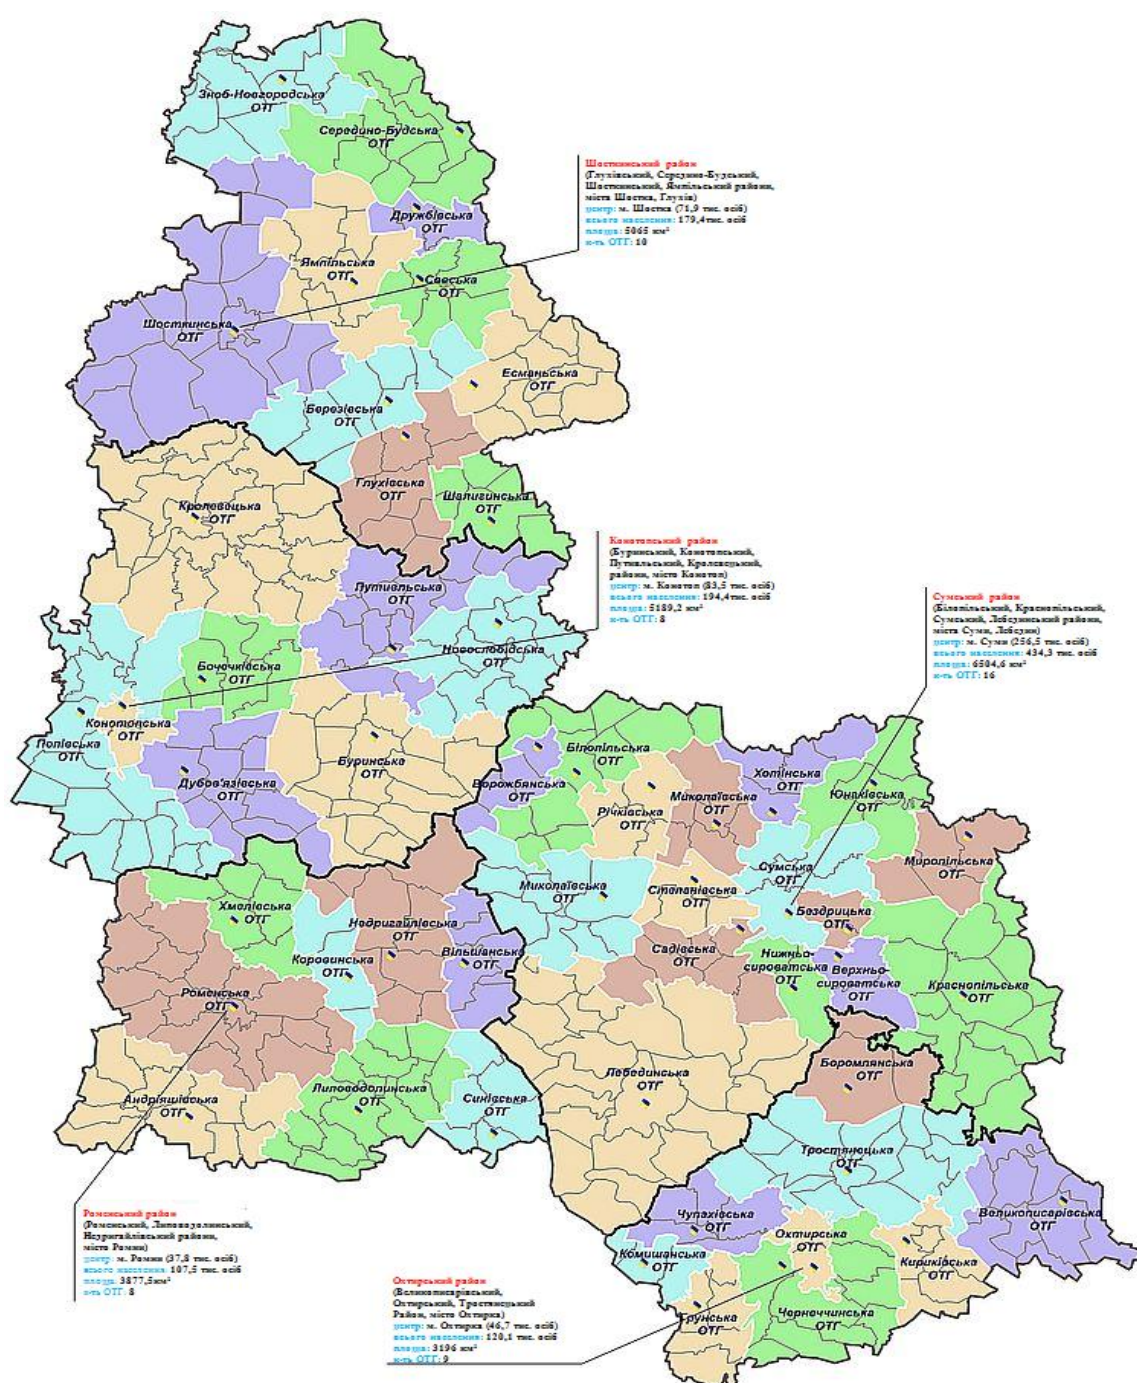 Зноб-Новгородська
ОТГ
Середино-Будська
ОТГ
Шосткинський район
(Глухівський, Середино-Будський,
Шосткинський, Ямпільський райони,
міста Шостка, Глухів)
центр: м. Шостка (71,9 тис. осіб)
всього населення: 179,4тис. осіб
площа: 5065 км²
к-ть ОТГ: 10
Дружбівська
ОТГ
Ямпільська
ОТГ
Свеська
ОТГ
Шосткинська
ОТГ
Есманьська
ОТГ
Березівська
ОТГ
Глухівська
ОТГ
Шалигинська
ОТГ
Кролевецька
ОТГ
Конотопський район
(Буринський, Конотопський,
Путивльський, Кролевецький,
райони, місто Конотоп)
центр: м. Конотоп (83,5 тис. осіб)
всього населення: 194,4тис. осіб
площа: 5189,2 км²
к-ть ОТГ: 8
Путивльська
ОТГ
Новослобідська
ОТГ
Сумський район
(Білопільський, Краснопільський,
Сумський, Лебединський райони,
міста Суми, Лебедин)
центр: м. Суми (256,5 тис. осіб)
всього населення: 434,3 тис. осіб
площа: 6504,6 км²
к-ть ОТГ: 16
Бочечківська
ОТГ
Конотопська
ОТГ
Попівська
ОТГ
Дубов'язівська
ОТГ
Буринська
ОТГ
Білопільська
ОТГ
Ворожбянська
ОТГ
Річківська
ОТГ
Миколаївська
ОТГ
Хотінська
ОТГ
Юнаківська
ОТГ
Миропільська
ОТГ
Сумська
ОТГ
Миколаївська
ОТГ
Степанівська
ОТГ
Бездрицька
ОТГ
Садівська
ОТГ
Нижньо-
сироватська
ОТГ
Верхньо-
сироватська
ОТГ
Краснопільська
ОТГ
Хмелівська
ОТГ
Недригайлівська
ОТГ
Коровинська
ОТГ
Вільшанська
ОТГ
Роменська
ОТГ
Андріяшівська
ОТГ
Липоводолинська
ОТГ
Синівська
ОТГ
Лебединська
ОТГ
Боромлянська
ОТГ
Тростянецька
ОТГ
Великописарівська
ОТГ
Чупахівська
ОТГ
Охтирська
ОТГ
Комишанська
ОТГ
Кириківська
ОТГ
Грунська
ОТГ
Чернеччинська
ОТГ
Роменський район
(Роменський, Липоводолинський,
Недригайлівський райони,
місто Ромни)
центр: м. Ромни (37,8 тис. осіб)
всього населення: 107,5 тис. осіб
площа 3877,5км²
к-ть ОТГ: 8
Охтирський район
(Великописарівський,
Охтирський, Тростянецький
Район, місто Охтирка)
центр: м. Охтирка (46,7 тис. осіб)
всього населення: 120,1 тис. осіб
площа: 3196 км²
к-ть ОТГ: 9